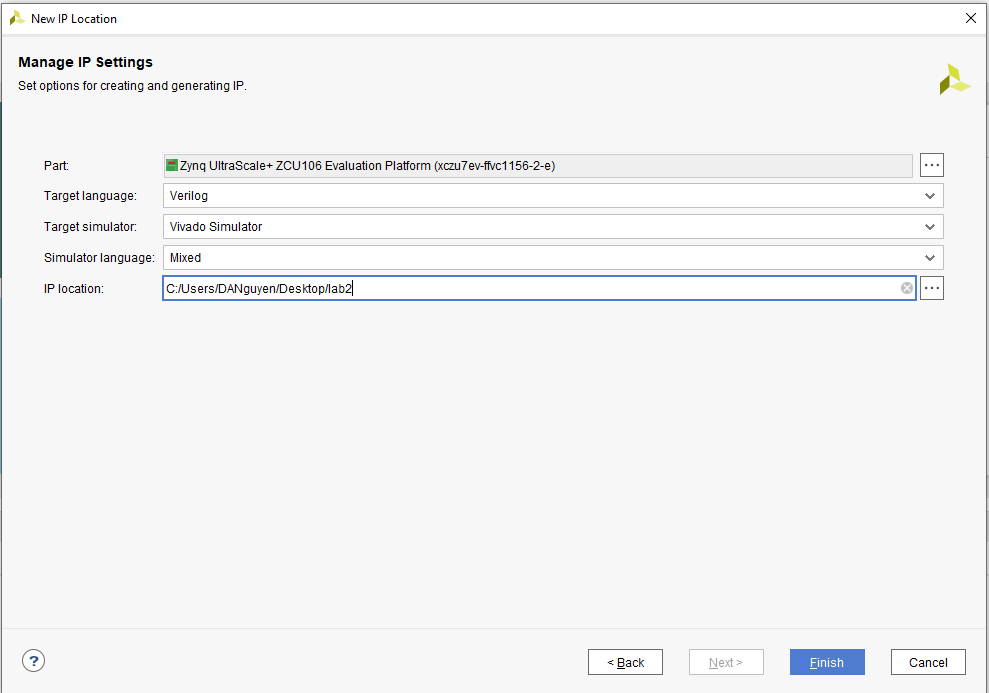 New IP Location
Manage IP Settings
Set options for creating and generating IP.
Part: Zynq UltraScale+ ZCU106 Evaluation Platform (xczu7ev-ffvc1156-2-e) ...
Target language: Verilog
Target simulator: Vivado Simulator
Simulator language: Mixed
IP location: C:/Users/DANguyen/Desktop/lab2 ...
? < Back Next > Finish Cancel